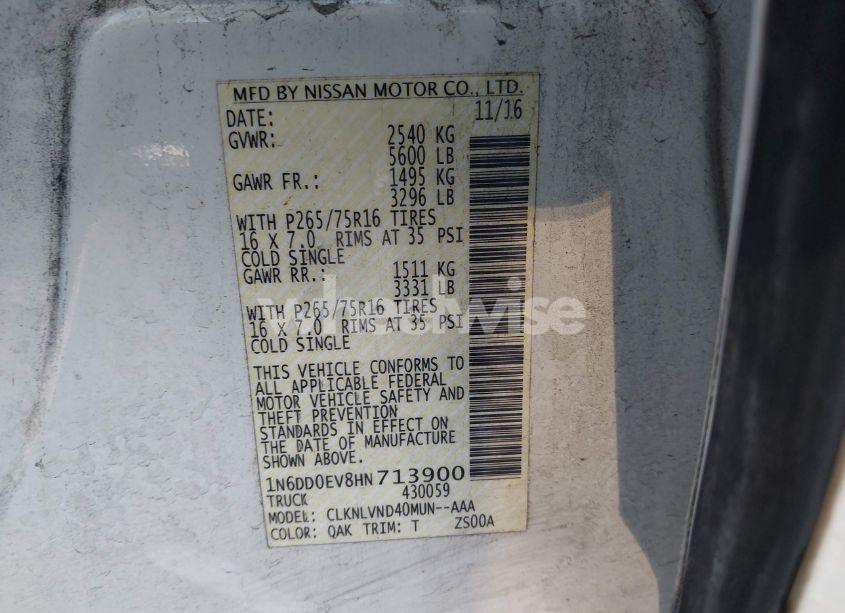 MFD BY NISSAN MOTOR CO., LTD.
DATE: 11/16
GVWR: 2540 KG
5600 LB
GAWR FR.: 1495 KG
3296 LB
WITH P265/75R16 TIRES
16 X 7.0 RIMS AT 35 PSI
COLD SINGLE
GAWR RR.: 1511 KG
3331 LB
WITH P265/75R16 TIRES
16 X 7.0 RIMS AT 35 PSI
COLD SINGLE
THIS VEHICLE CONFORMS TO
ALL APPLICABLE FEDERAL
MOTOR VEHICLE SAFETY AND
THEFT PREVENTION
STANDARDS IN EFFECT ON
THE DATE OF MANUFACTURE
SHOWN ABOVE.
1N6DD0EV8HN713900
TRUCK 430059
MODEL: CLKNLVND40MUN--AAA
COLOR: QAK TRIM: T ZS00A